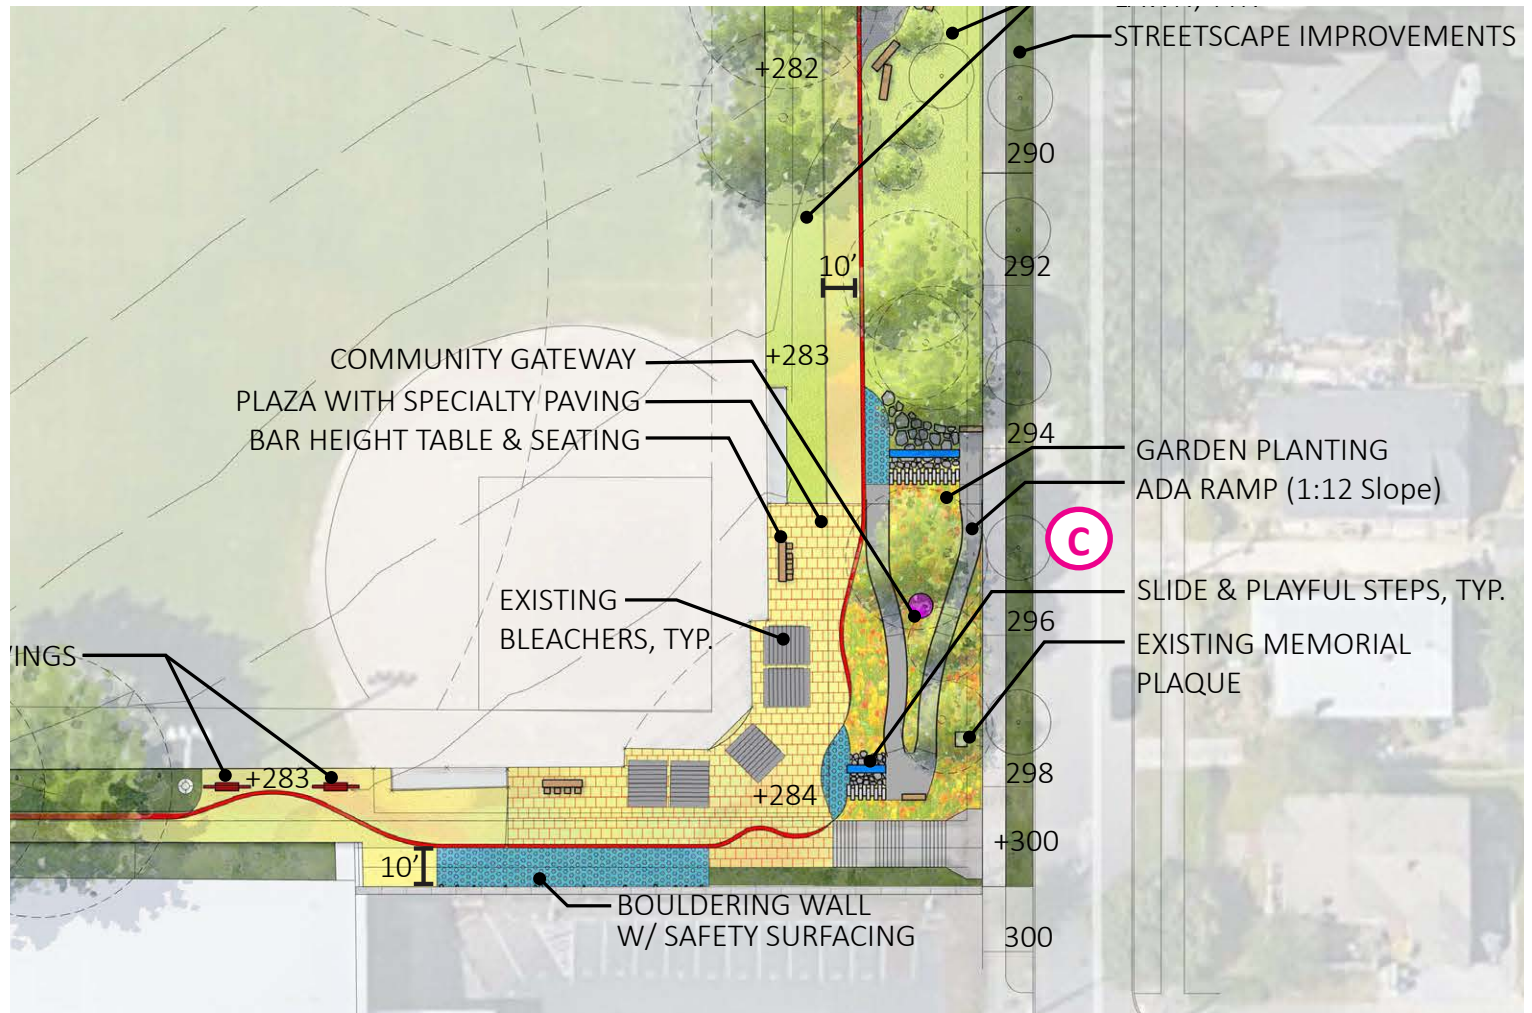 STREETSCAPE IMPROVEMENTS
+282
290
10'
292
COMMUNITY GATEWAY
+283
PLAZA WITH SPECIALTY PAVING
BAR HEIGHT TABLE & SEATING
294
GARDEN PLANTING
ADA RAMP (1:12 Slope)
C
EXISTING
BLEACHERS, TYP.
SLIDE & PLAYFUL STEPS, TYP.
296
EXISTING MEMORIAL
PLAQUE
VINGS
+283
298
+284
+300
10'
BOULDERING WALL
W/ SAFETY SURFACING
300